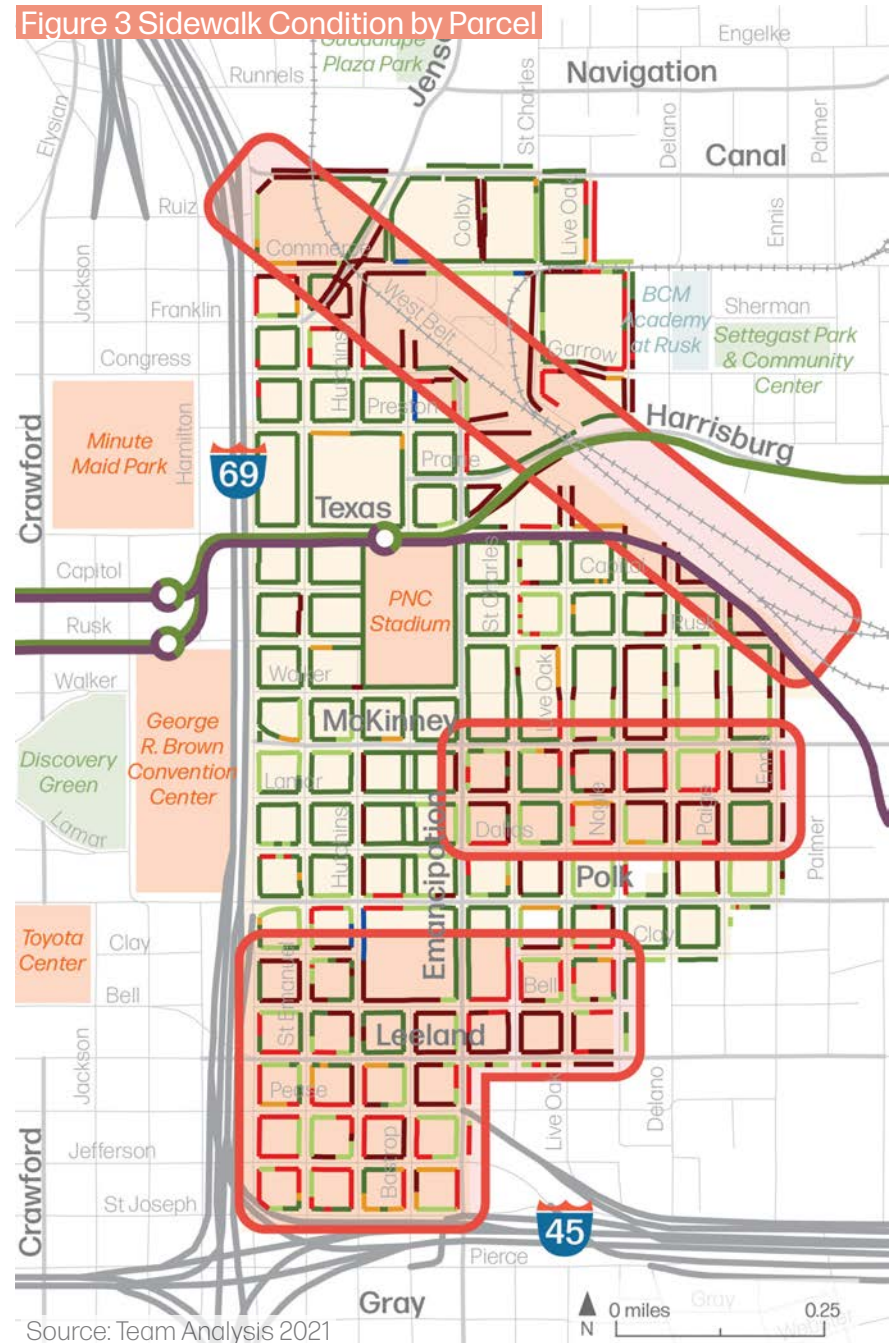 Figure 3 Sidewalk Condition by Parcel
Guadalupe
Plaza Park
Engelke
Runnels
Navigation
Jens
Elysian
St Charles
Delano
Palmer
Canal
Ruiz
Colby
Live Oak
Ennis
Commerce
Jackson
West Belt
BCM
Academy
at Rusk
Sherman
Franklin
Settegast Park
& Community
Center
Garrow
Congress
Hutchins
Preston
Harrisburg
Crawford
Minute
Maid Park
Hamilton
69
Prairie
Texas
Capitol
Capitol
St Charles
PNC
Stadium
Rusk
Rusk
Walker
Walker
Live Oak
McKinney
George
R. Brown
Convention
Center
Discovery
Green
Lamar
Lamar
Ennis
Nagle
Paige
Dallas
Emancipation
Hutchins
Palmer
Polk
Toyota
Center
Clay
Clay
Bell
Bell
St Emanuel
Leeland
Jackson
Pease
Live Oak
Delano
Jefferson
Bastrop
Crawford
St Joseph
45
Pierce
Gray
Gray
0 miles
0.25
N
Webster
Source: Team Analysis 2021